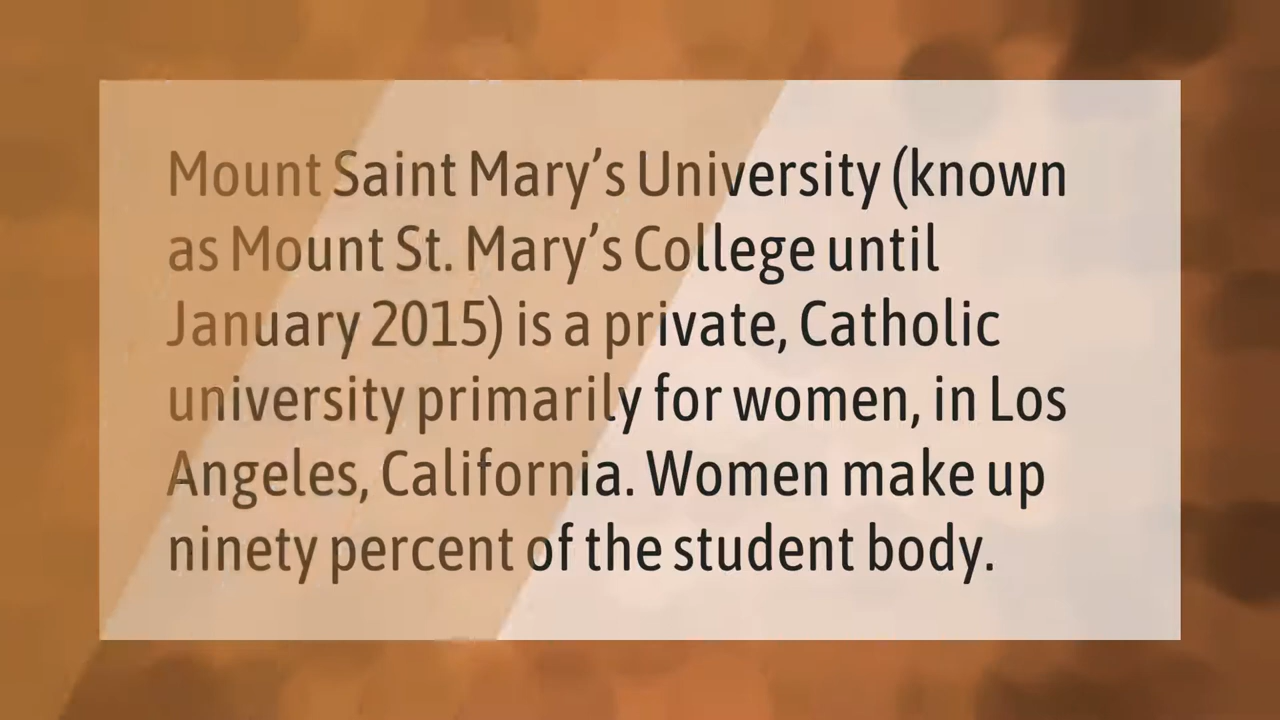 Mount Saint Mary’s University (known
as Mount St. Mary’s College until
January 2015) is a private, Catholic
university primarily for women, in Los
Angeles, California. Women make up
ninety percent of the student body.